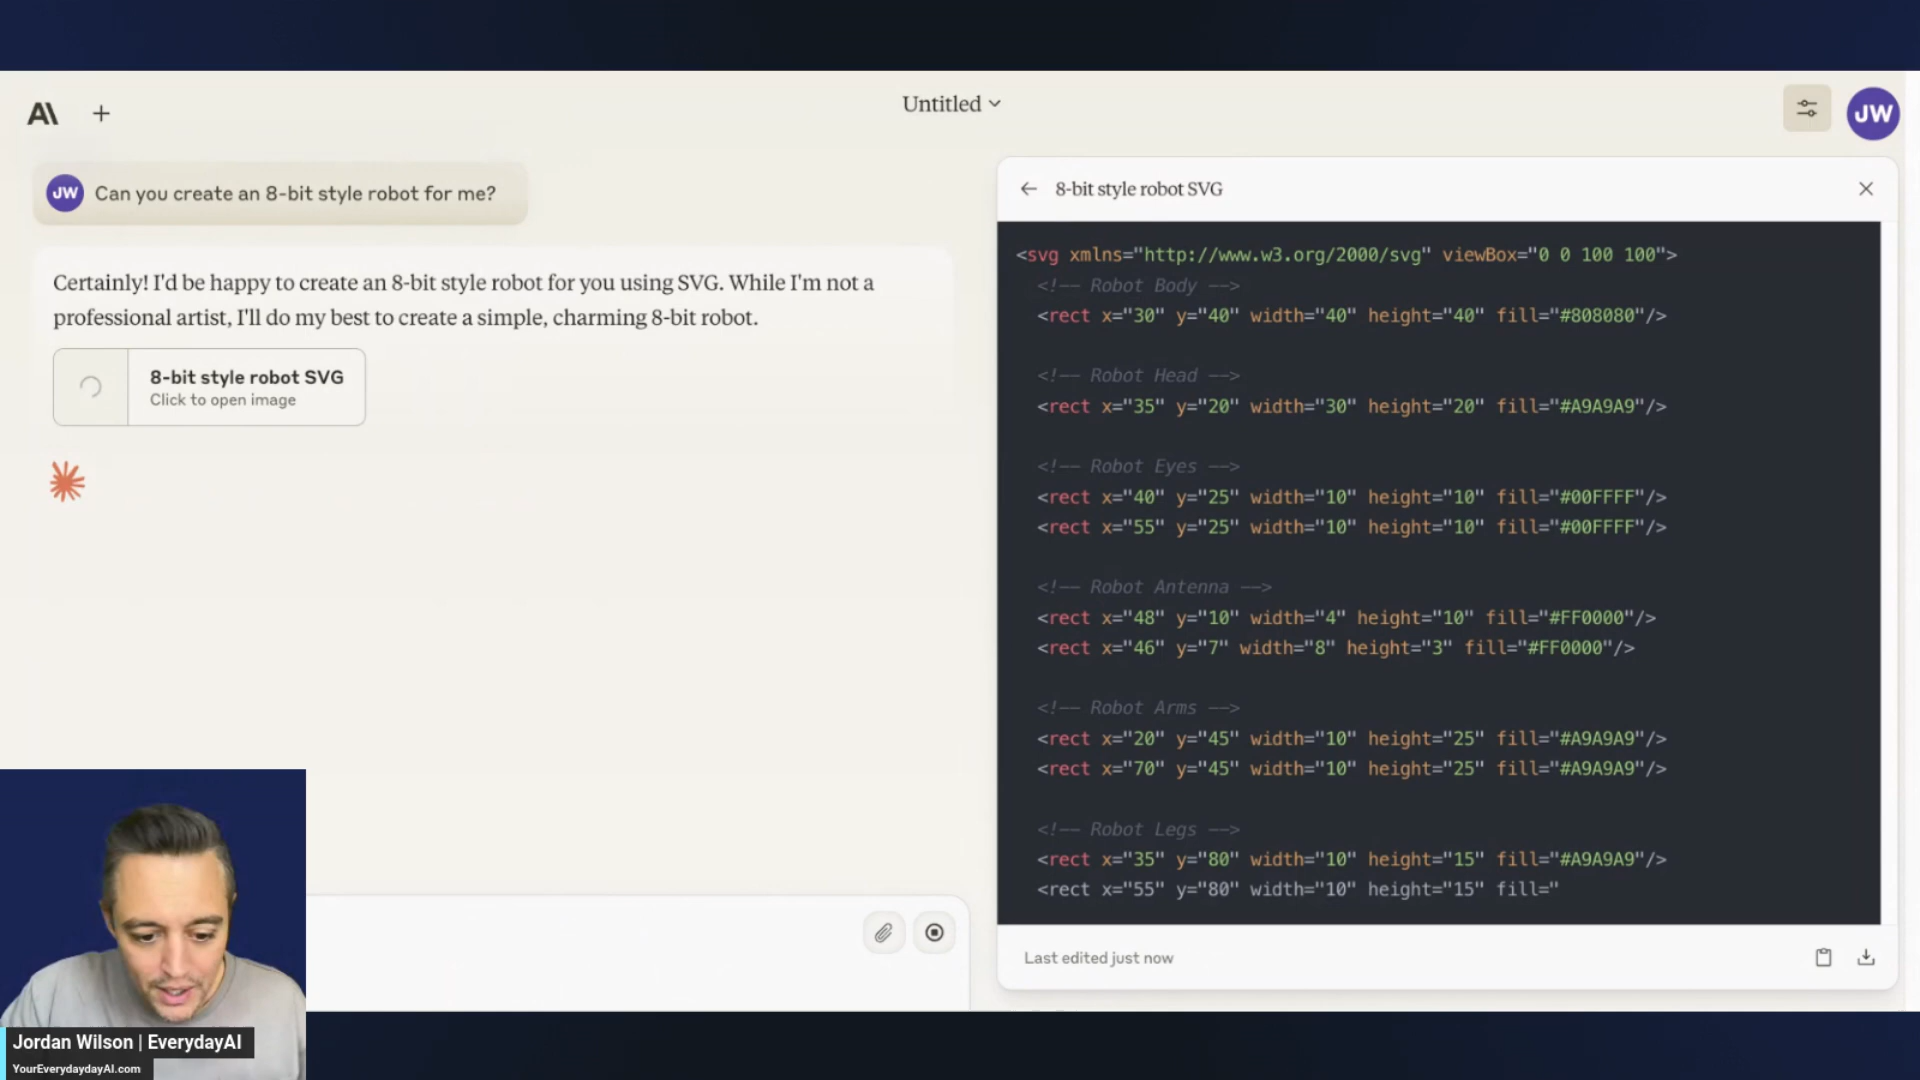 A\
Untitled
JW
JW Can you create an 8-bit style robot for me?
Certainly! I'd be happy to create an 8-bit style robot for you using SVG. While I'm not a
professional artist, I'll do my best to create a simple, charming 8-bit robot.
8-bit style robot SVG
Click to open image
8-bit style robot SVG
<svg xmlns="http://www.w3.org/2000/svg" viewBox="0 0 100 100">
<!-- Robot Body -->
<rect x="30" y="40" width="40" height="40" fill="#808080"/>
<!-- Robot Head -->
<rect x="35" y="20" width="30" height="20" fill="#A9A9A9"/>
<!-- Robot Eyes -->
<rect x="40" y="25" width="10" height="10" fill="#00FFFF"/>
<rect x="55" y="25" width="10" height="10" fill="#00FFFF"/>
<!-- Robot Antenna -->
<rect x="48" y="10" width="4" height="10" fill="#FF0000"/>
<rect x="46" y="7" width="8" height="3" fill="#FF0000"/>
<!-- Robot Arms -->
<rect x="20" y="45" width="10" height="25" fill="#A9A9A9"/>
<rect x="70" y="45" width="10" height="25" fill="#A9A9A9"/>
<!-- Robot Legs -->
<rect x="35" y="80" width="10" height="15" fill="#A9A9A9"/>
<rect x="55" y="80" width="10" height="15" fill="
Last edited just now
Jordan Wilson | EverydayAI
YourEverydaydayAI.com